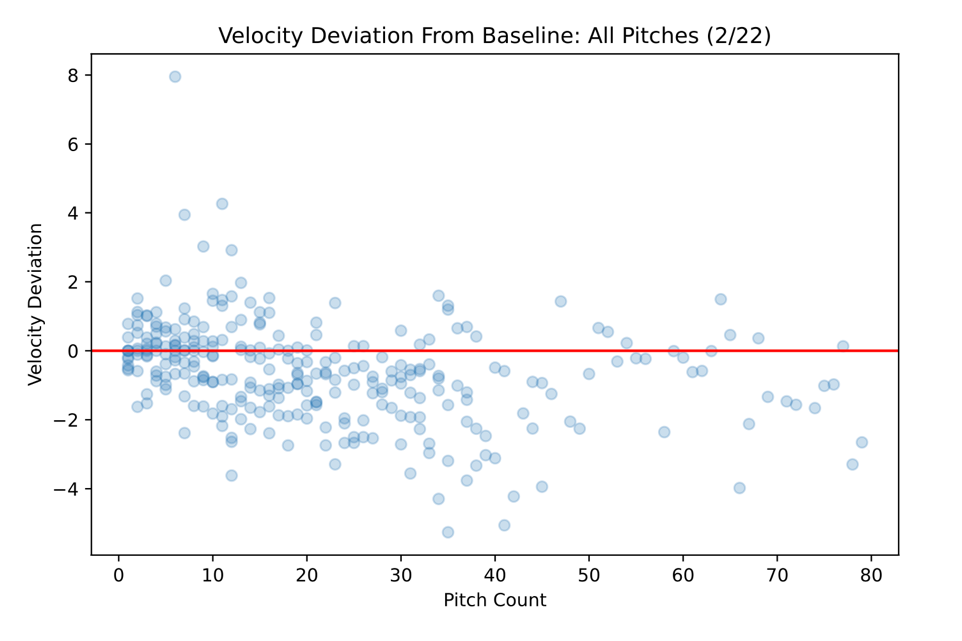 Velocity Deviation From Baseline: All Pitches (2/22)
8
6
4
2
0
−2
−4
Velocity Deviation
0 10 20 30 40 50 60 70 80
Pitch Count